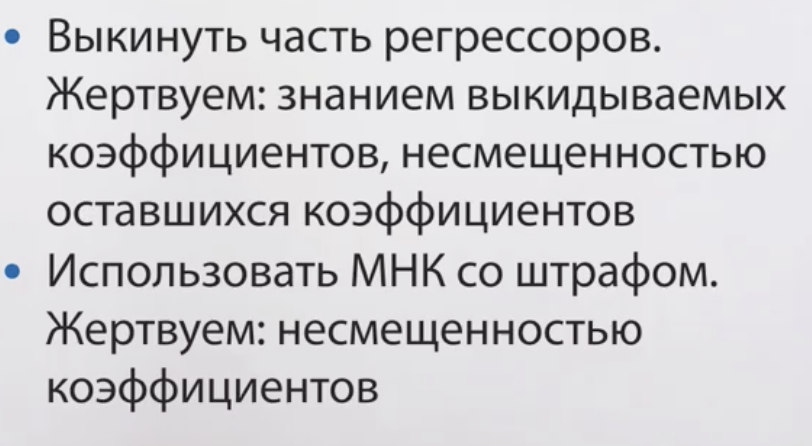 • Выкинуть часть регрессоров.
Жертвуем: знанием выкидываемых
коэффициентов, несмещенностью
оставшихся коэффициентов
• Использовать МНК со штрафом.
Жертвуем: несмещенностью
коэффициентов